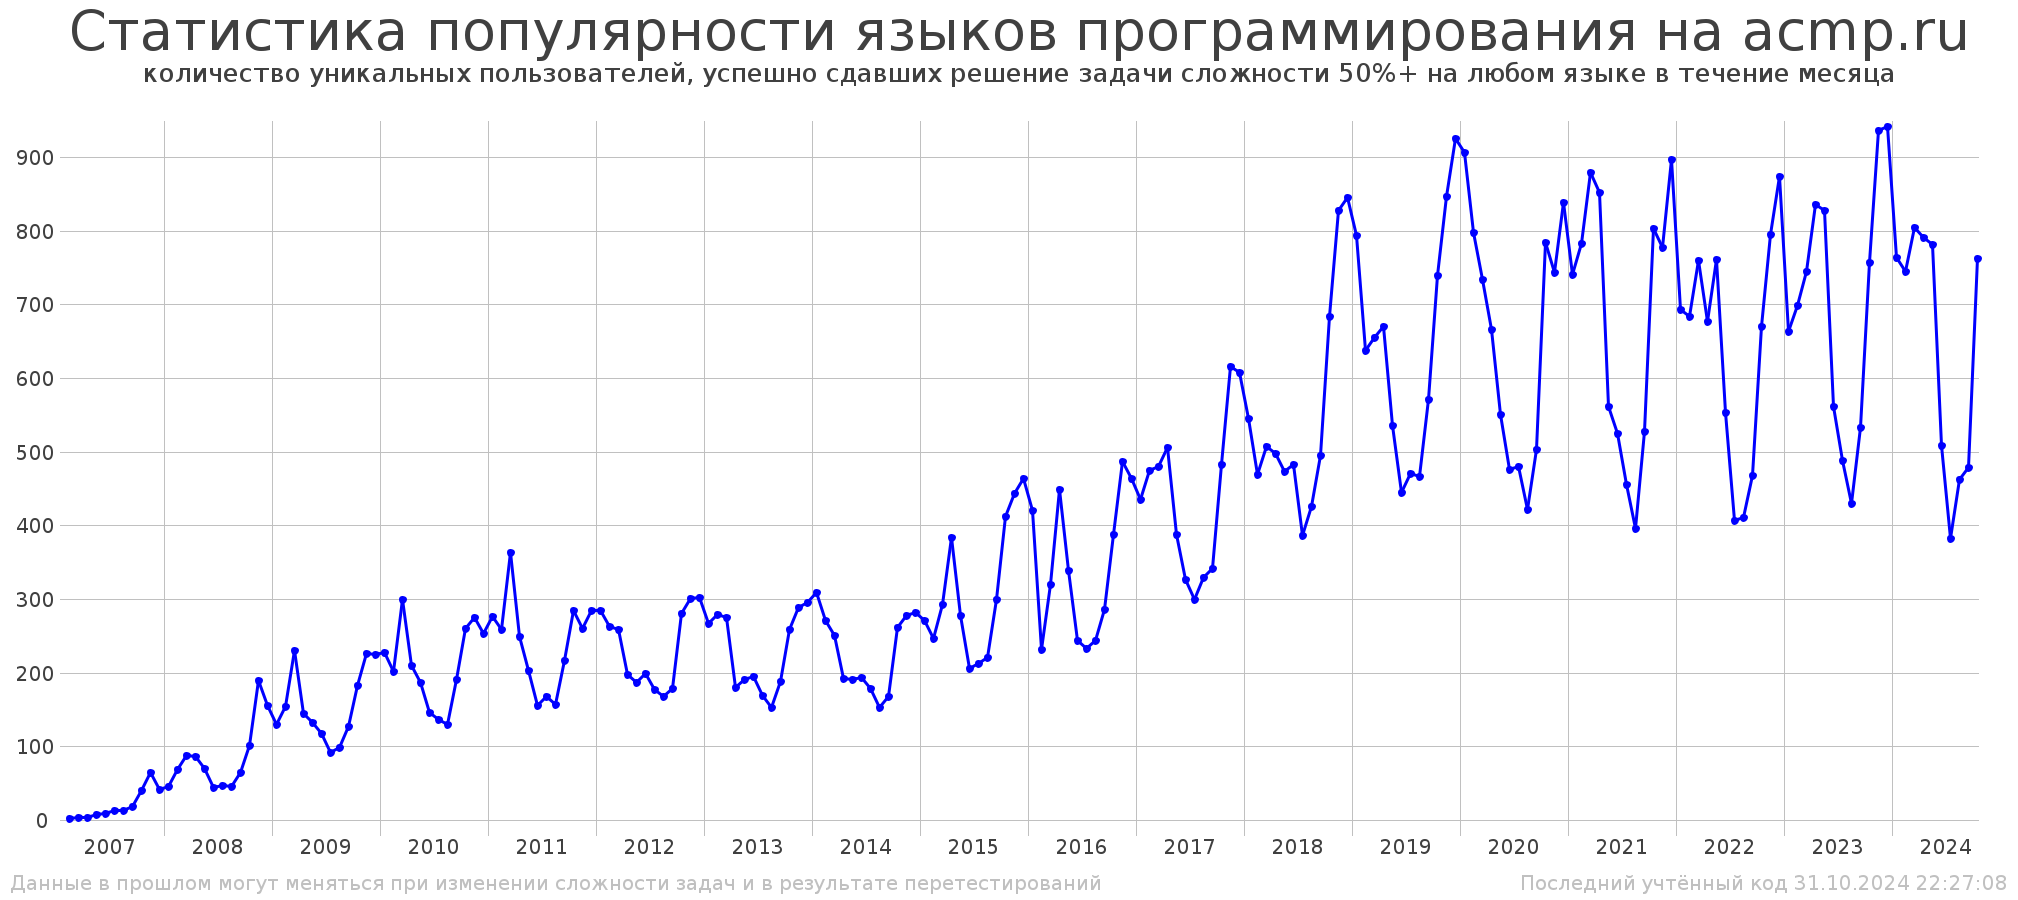 Статистика популярности языков программирования на acmp.ru
количество уникальных пользователей, успешно сдавших решение задачи сложности 50%+ на любом языке в течение месяца
900
800
700
600
500
400
300
200
100
0
2007 2008 2009 2010 2011 2012 2013 2014 2015 2016 2017 2018 2019 2020 2021 2022 2023 2024
Данные в прошлом могут меняться при изменении сложности задач и в результате перетестирований
Последний учтённый код 31.10.2024 22:27:08